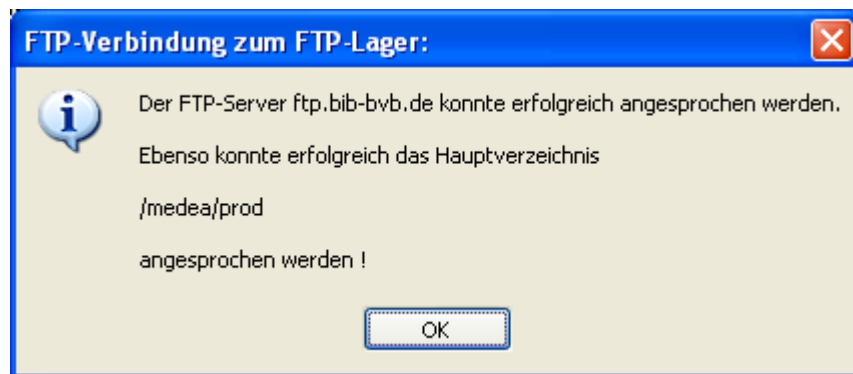 FTP-Verbindung zum FTP-Lager:
Der FTP-Server ftp.bib-bvb.de konnte erfolgreich angesprochen werden.
Ebenso konnte erfolgreich das Hauptverzeichnis
/medea/prod
angesprochen werden !
OK